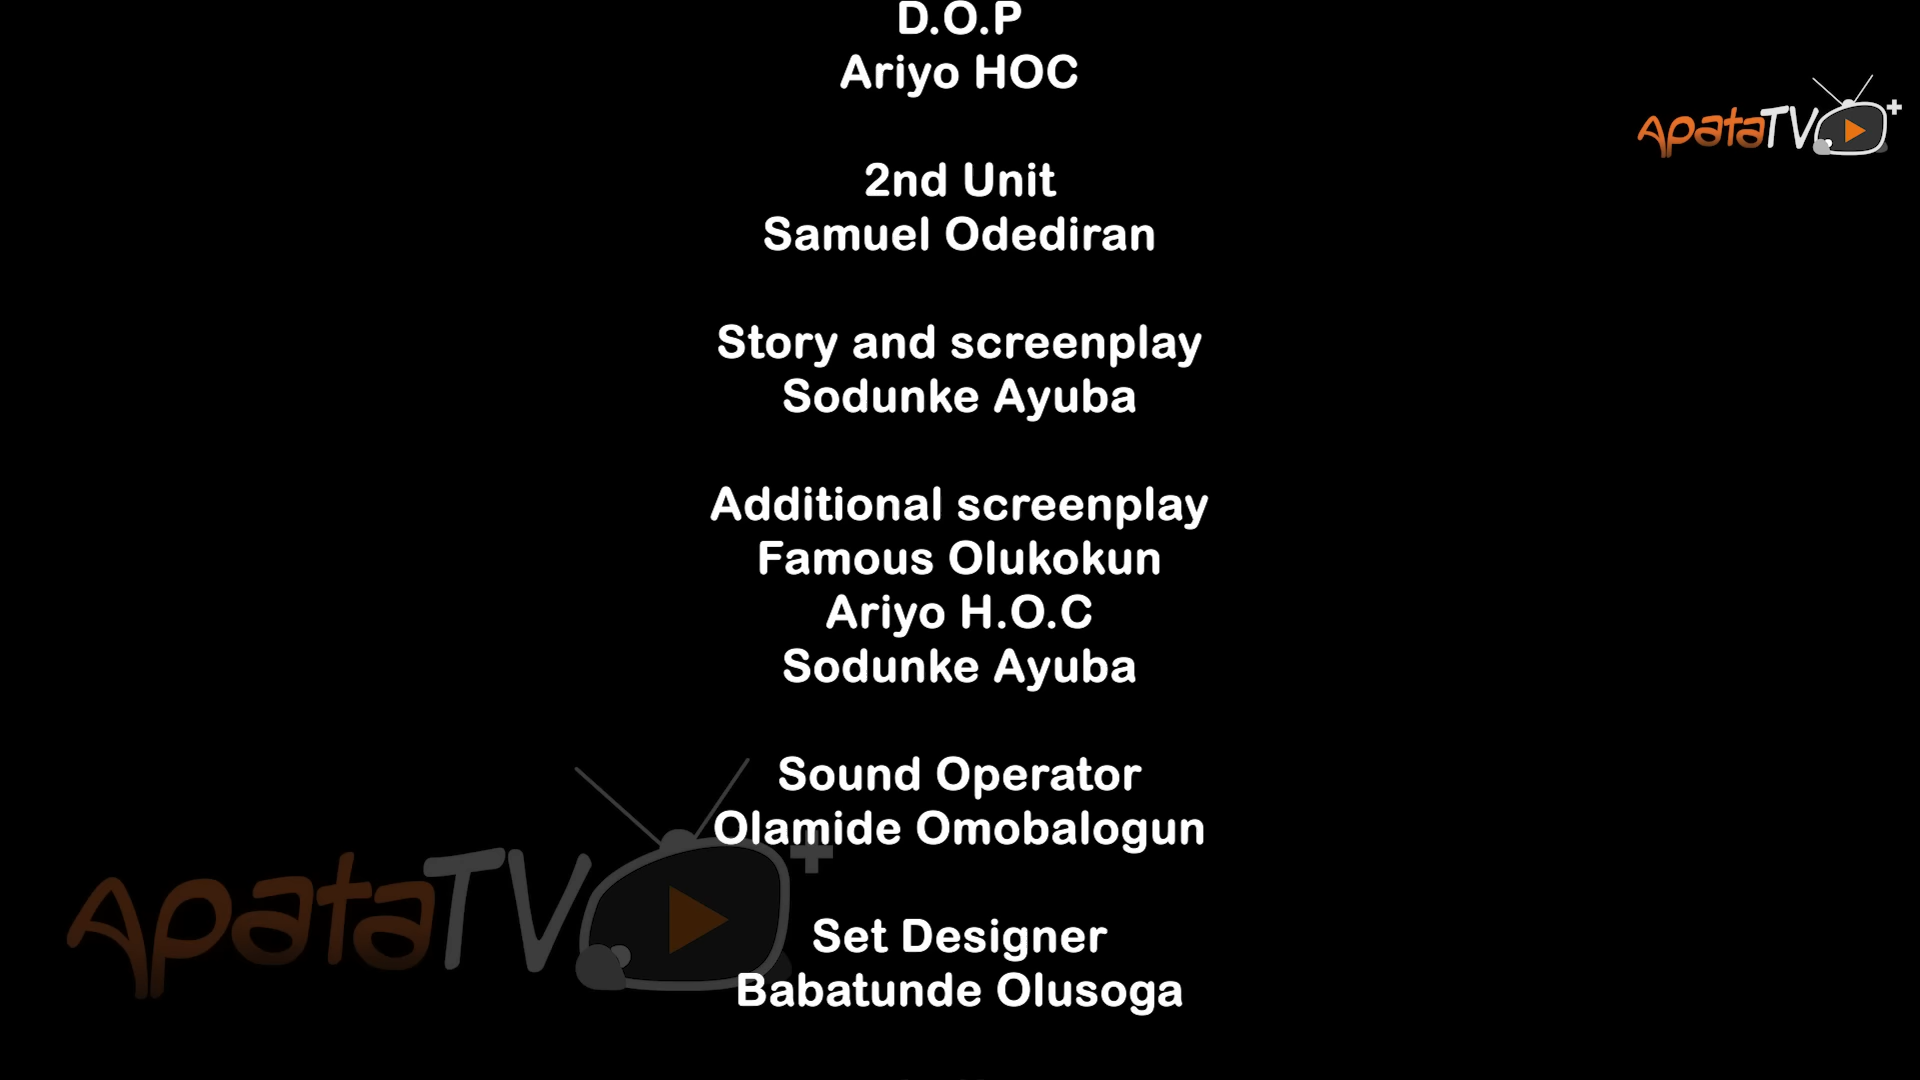 D.O.P
Ariyo HOC
ApataTV+
2nd Unit
Samuel Odediran
Story and screenplay
Sodunke Ayuba
Additional screenplay
Famous Olukokun
Ariyo H.O.C
Sodunke Ayuba
Sound Operator
Olamide Omobalogun
ApataTV+
Set Designer
Babatunde Olusoga